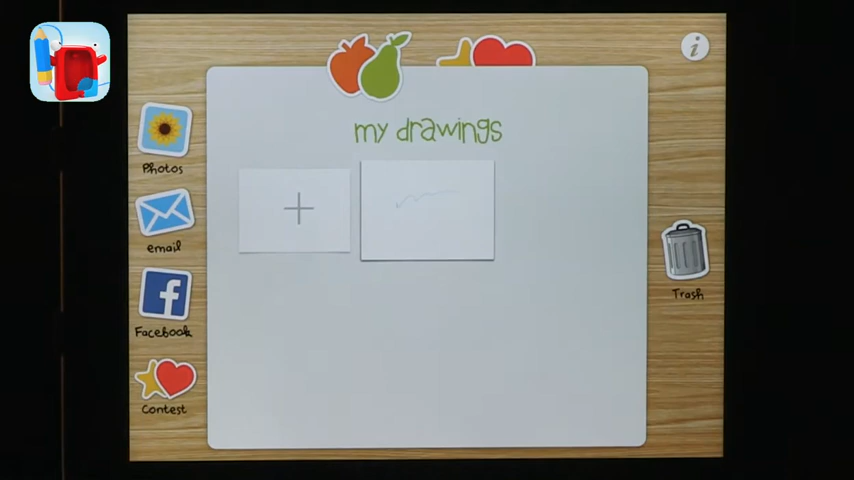 my drawings
Photos
email
Facebook
Contest
Trash
i
f